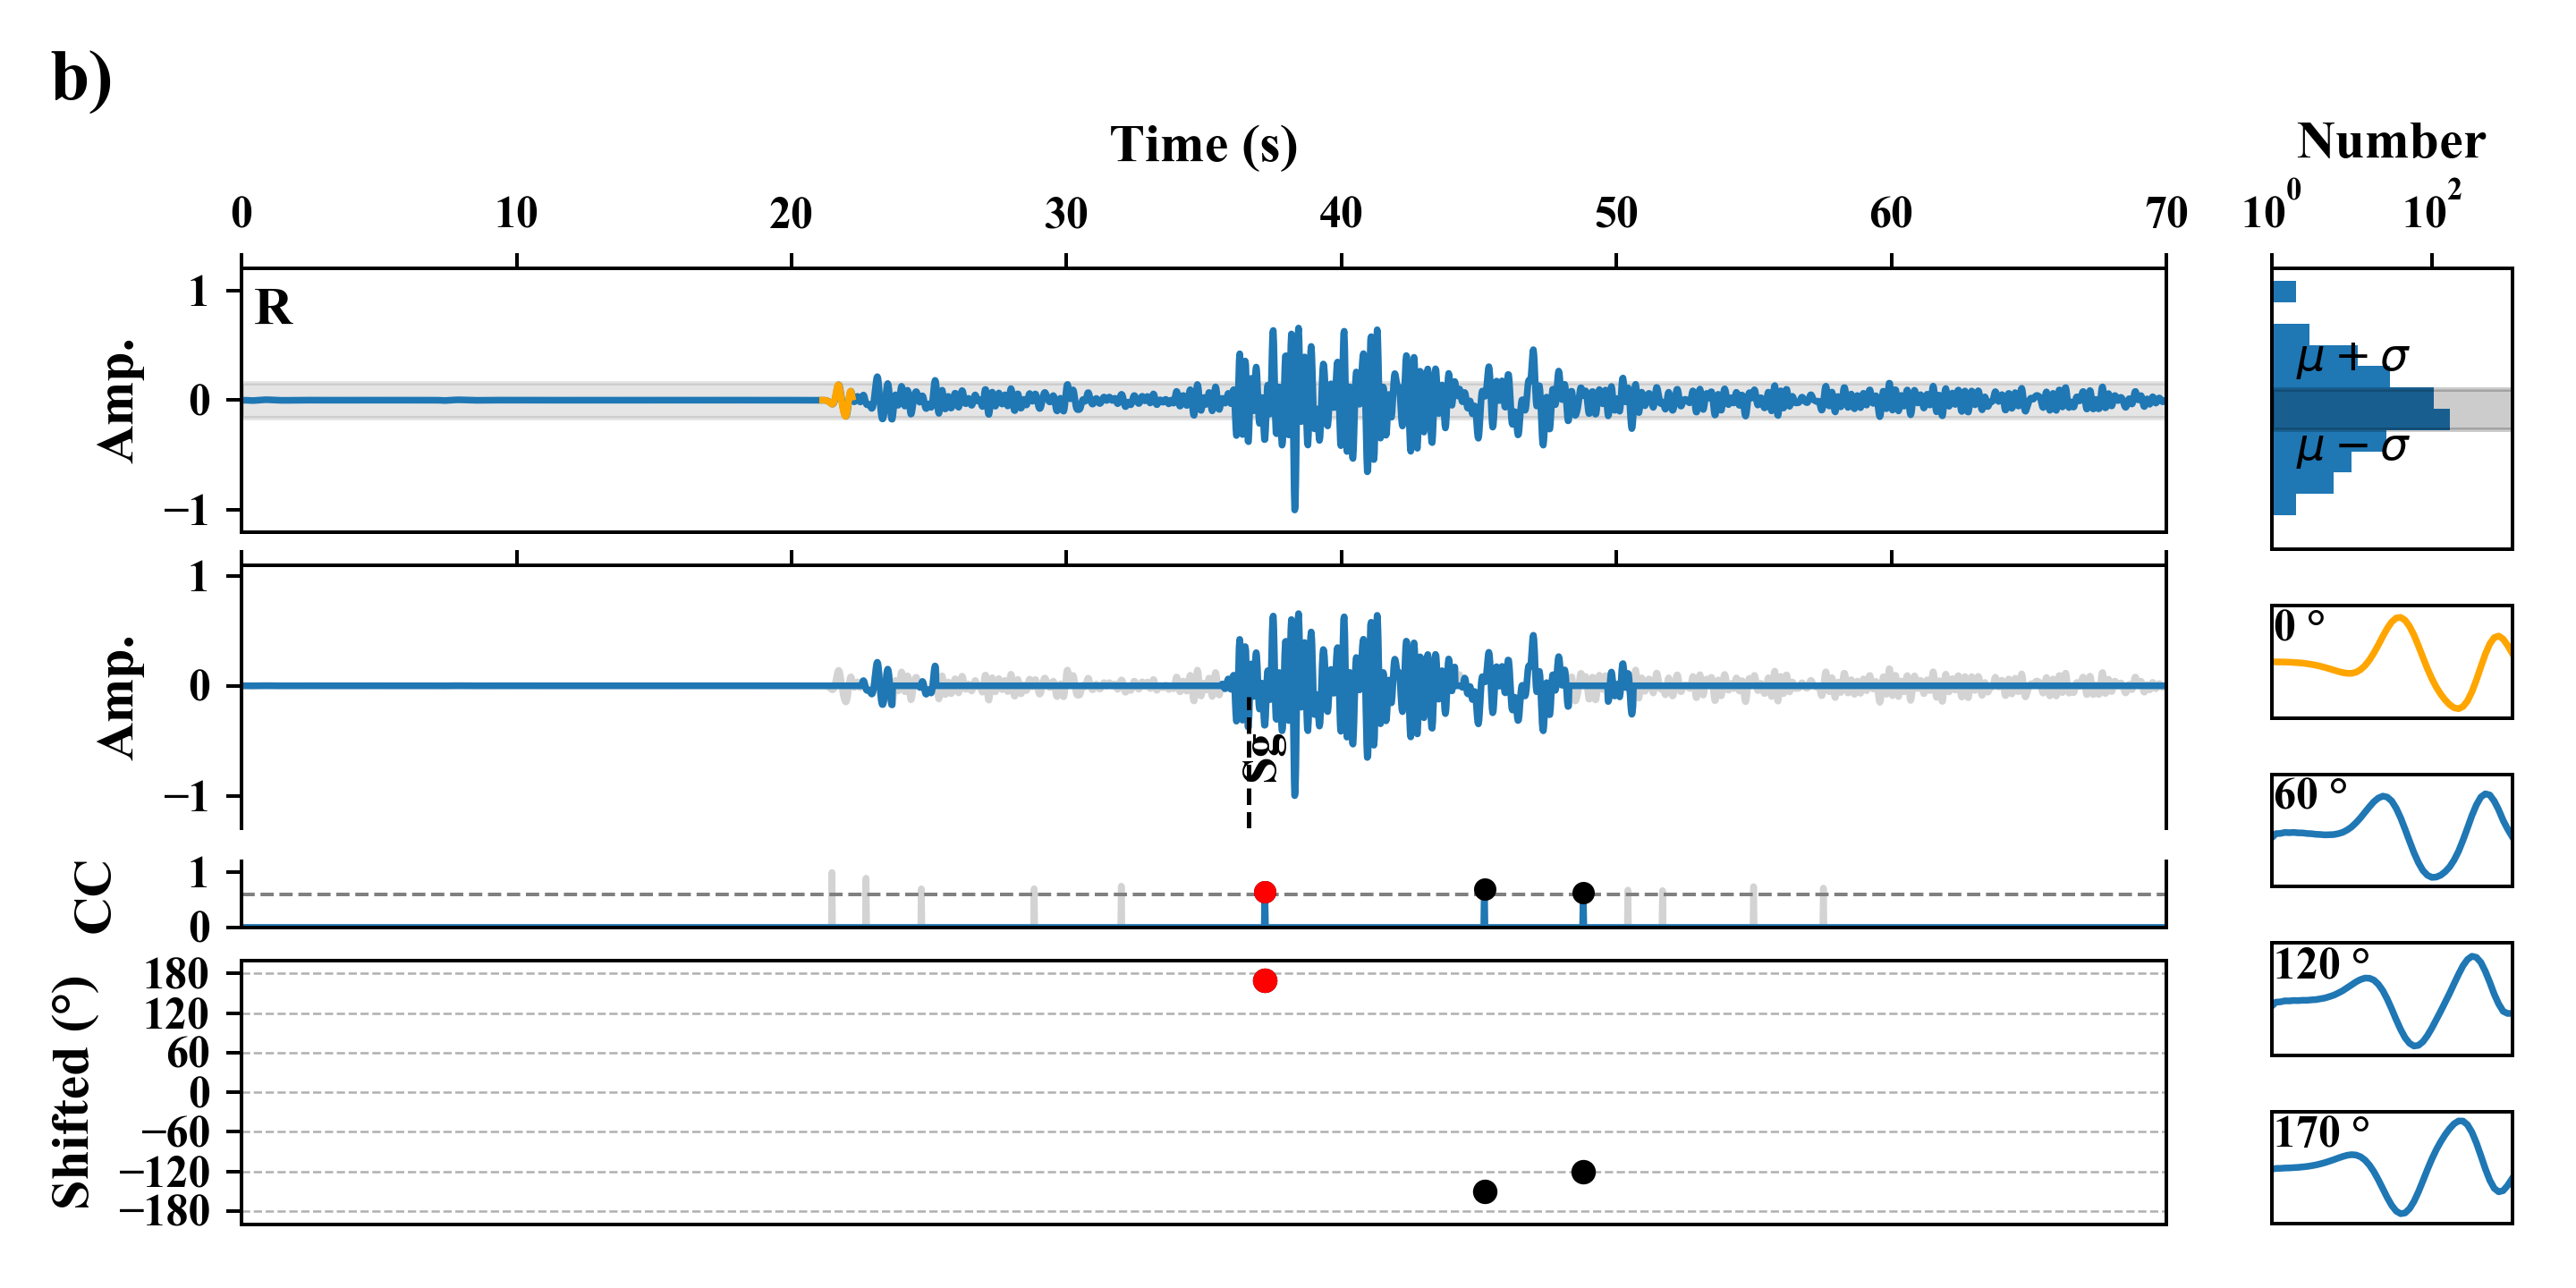 b)
Time (s)
Number
0 10 20 30 40 50 60 70
10^0 10^2
R
Amp.
1
0
−1
μ + σ
μ − σ
Amp.
1
0
−1
Sg
0 °
60 °
CC
1
0
120 °
Shifted (°)
180
120
60
0
−60
−120
−180
170 °